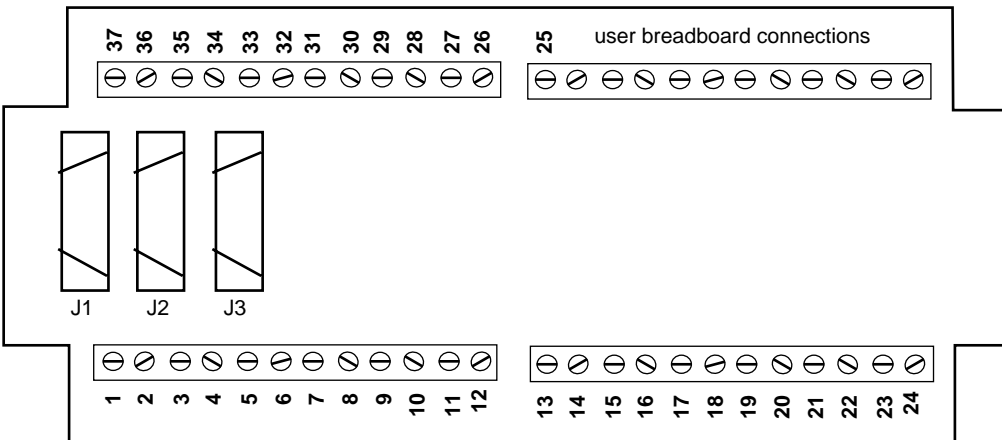 37 36 35 34 33 32 31 30 29 28 27 26 25 user breadboard connections
J1 J2 J3
1 2 3 4 5 6 7 8 9 10 11 12 13 14 15 16 17 18 19 20 21 22 23 24